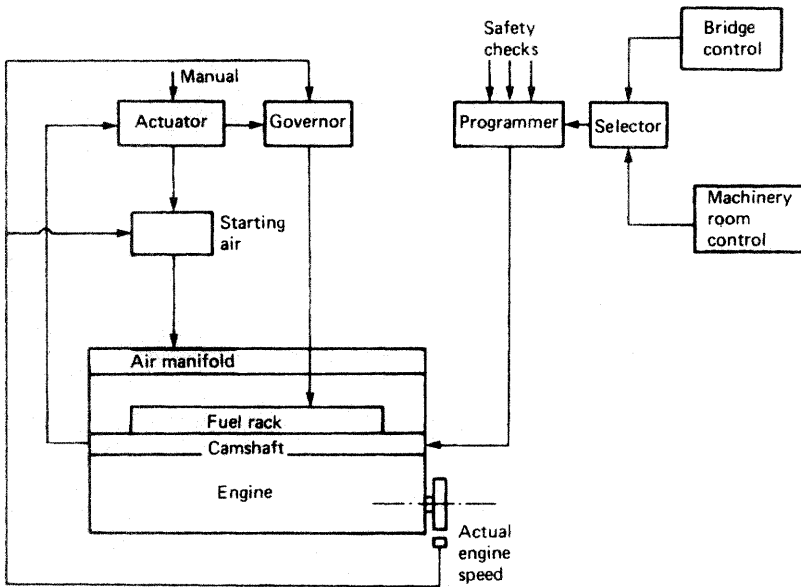 Safety
checks
Bridge
control
Manual
Actuator
Governor
Programmer
Selector
Starting
air
Machinery
room
control
Air manifold
Fuel rack
Camshaft
Engine
Actual
engine
speed